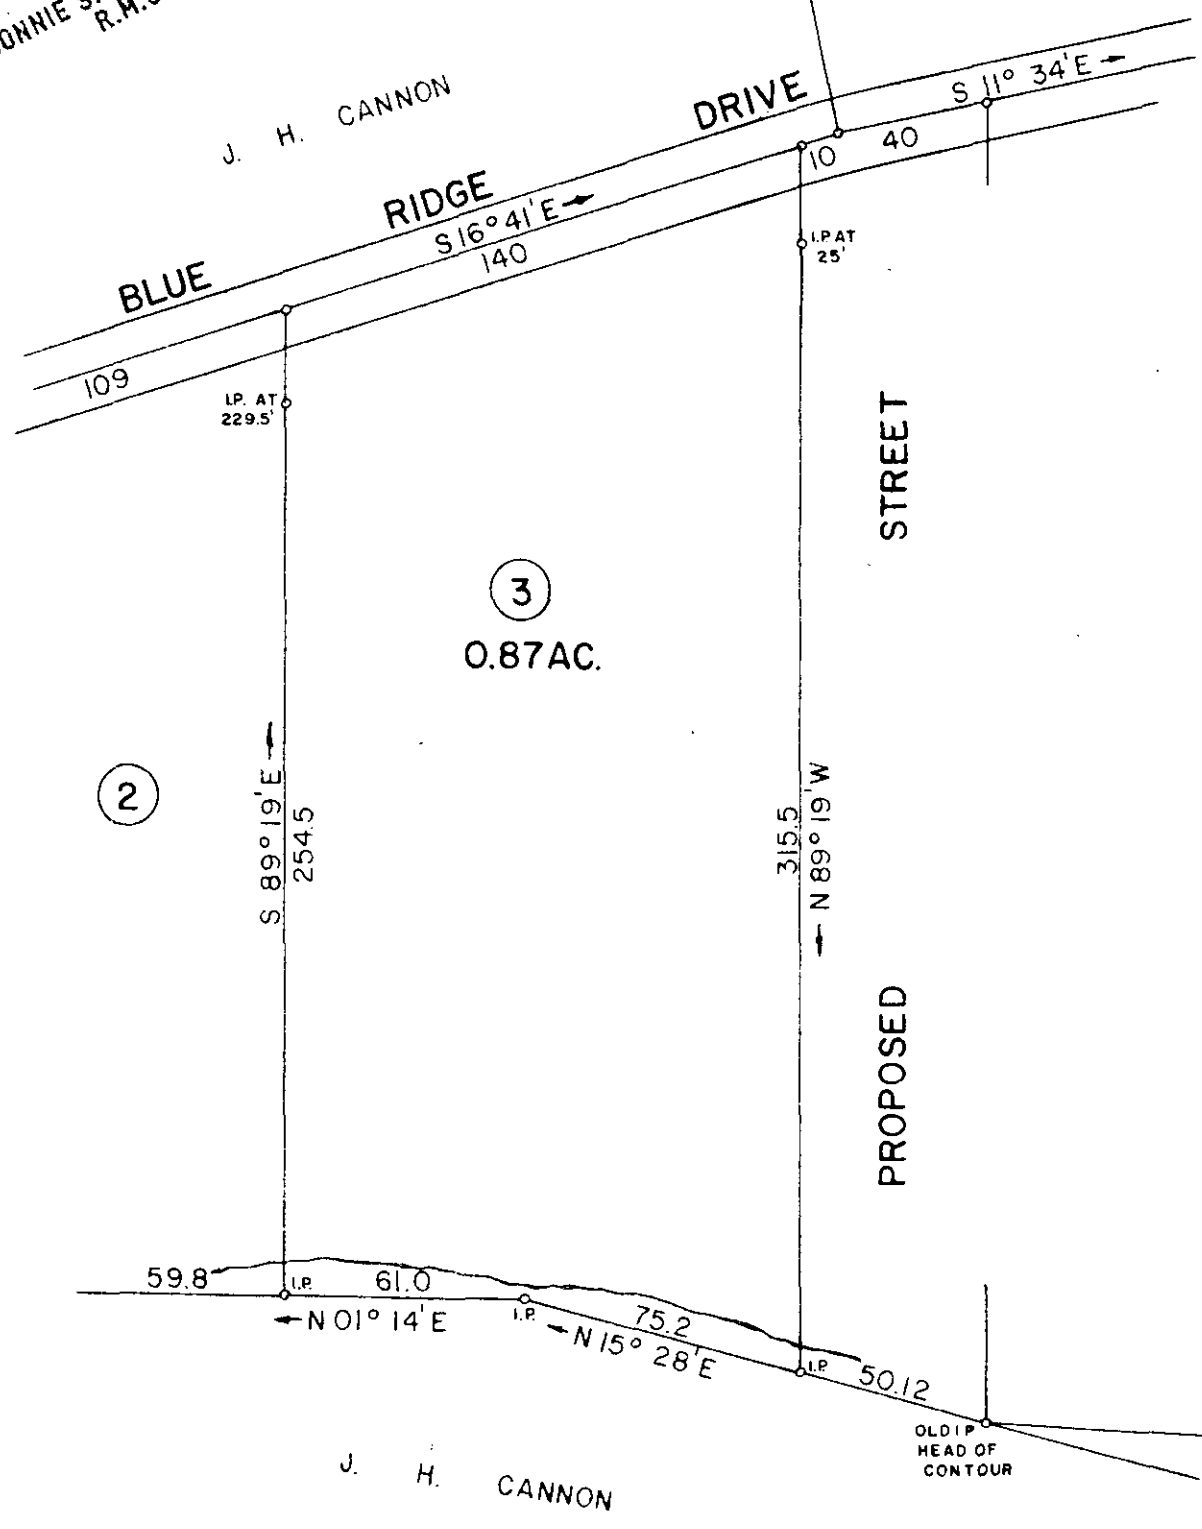 R.M.
J. H. CANNON
BLUE RIDGE DRIVE
S 11° 34'E
S 16° 41'E
109
140
10
40
I.P. AT
229.5'
I.P. AT
25'
STREET
3
0.87 AC.
2
S 89° 19'E
254.5
315.5
N 89° 19'W
PROPOSED
59.8
I.P.
61.0
N 01° 14'E
I.P.
75.2
N 15° 28'E
I.P.
50.12
OLD I P
HEAD OF
CONTOUR
J. H. CANNON